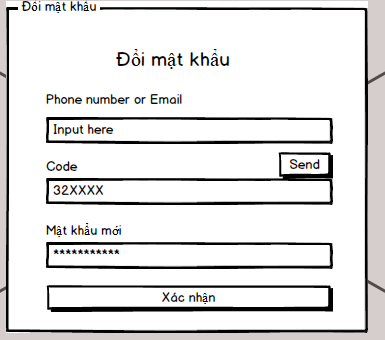 Đổi mật khẩu
Đổi mật khẩu
Phone number or Email
Input here
Code
Send
32XXXX
Mật khẩu mới
***********
Xác nhận